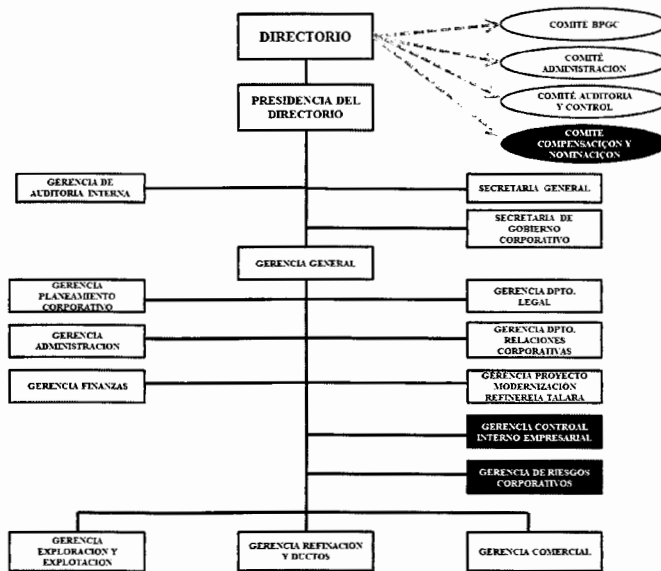 DIRECTORIO
COMITE BPGC
COMITÉ
ADMINISTRACION
COMITÉ AUDITORIA
Y CONTROL
COMITE
COMPENSACIÇON Y
NOMINACIÇON
PRESIDENCIA DEL
DIRECTORIO
GERENCIA DE
AUDITORIA INTERNA
SECRETARIA GENERAL
SECRETARIA DE
GOBIERNO
CORPORATIVO
GERENCIA GENERAL
GERENCIA
PLANEAMIENTO
CORPORATIVO
GERENCIA DPTO.
LEGAL
GERENCIA
ADMINISTRACION
GERENCIA DPTO.
RELACIONES
CORPORATIVAS
GERENCIA FINANZAS
GERENCIA PROYECTO
MODERNIZACIÓN
REFINEREIA TALARA
GERENCIA CONTROAL
INTERNO EMPRESARIAL
GERENCIA DE RIESGOS
CORPORATIVOS
GERENCIA
EXPLORACION Y
EXPLOTACION
GERENCIA REFINACION
Y DUCTOS
GERENCIA COMERCIAL